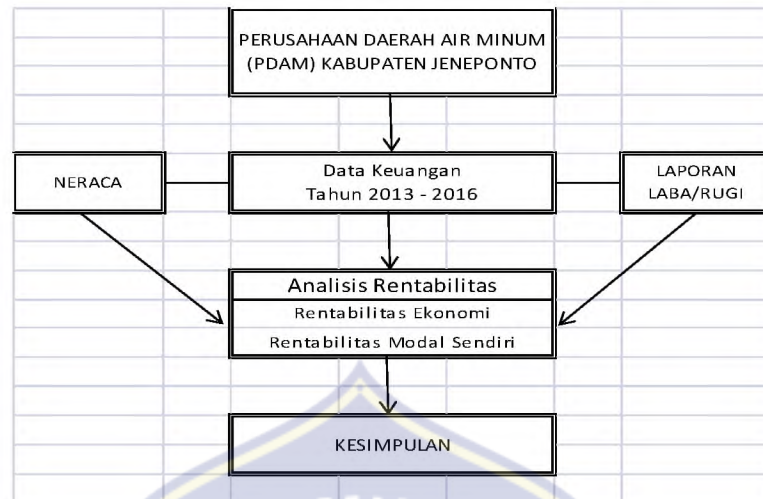 PERUSAHAAN DAERAH AIR MINUM
(PDAM) KABUPATEN JENEPONTO
NERACA
Data Keuangan
Tahun 2013 - 2016
LAPORAN
LABA/RUGI
Analisis Rentabilitas
Rentabilitas Ekonomi
Rentabilitas Modal Sendiri
KESIMPULAN